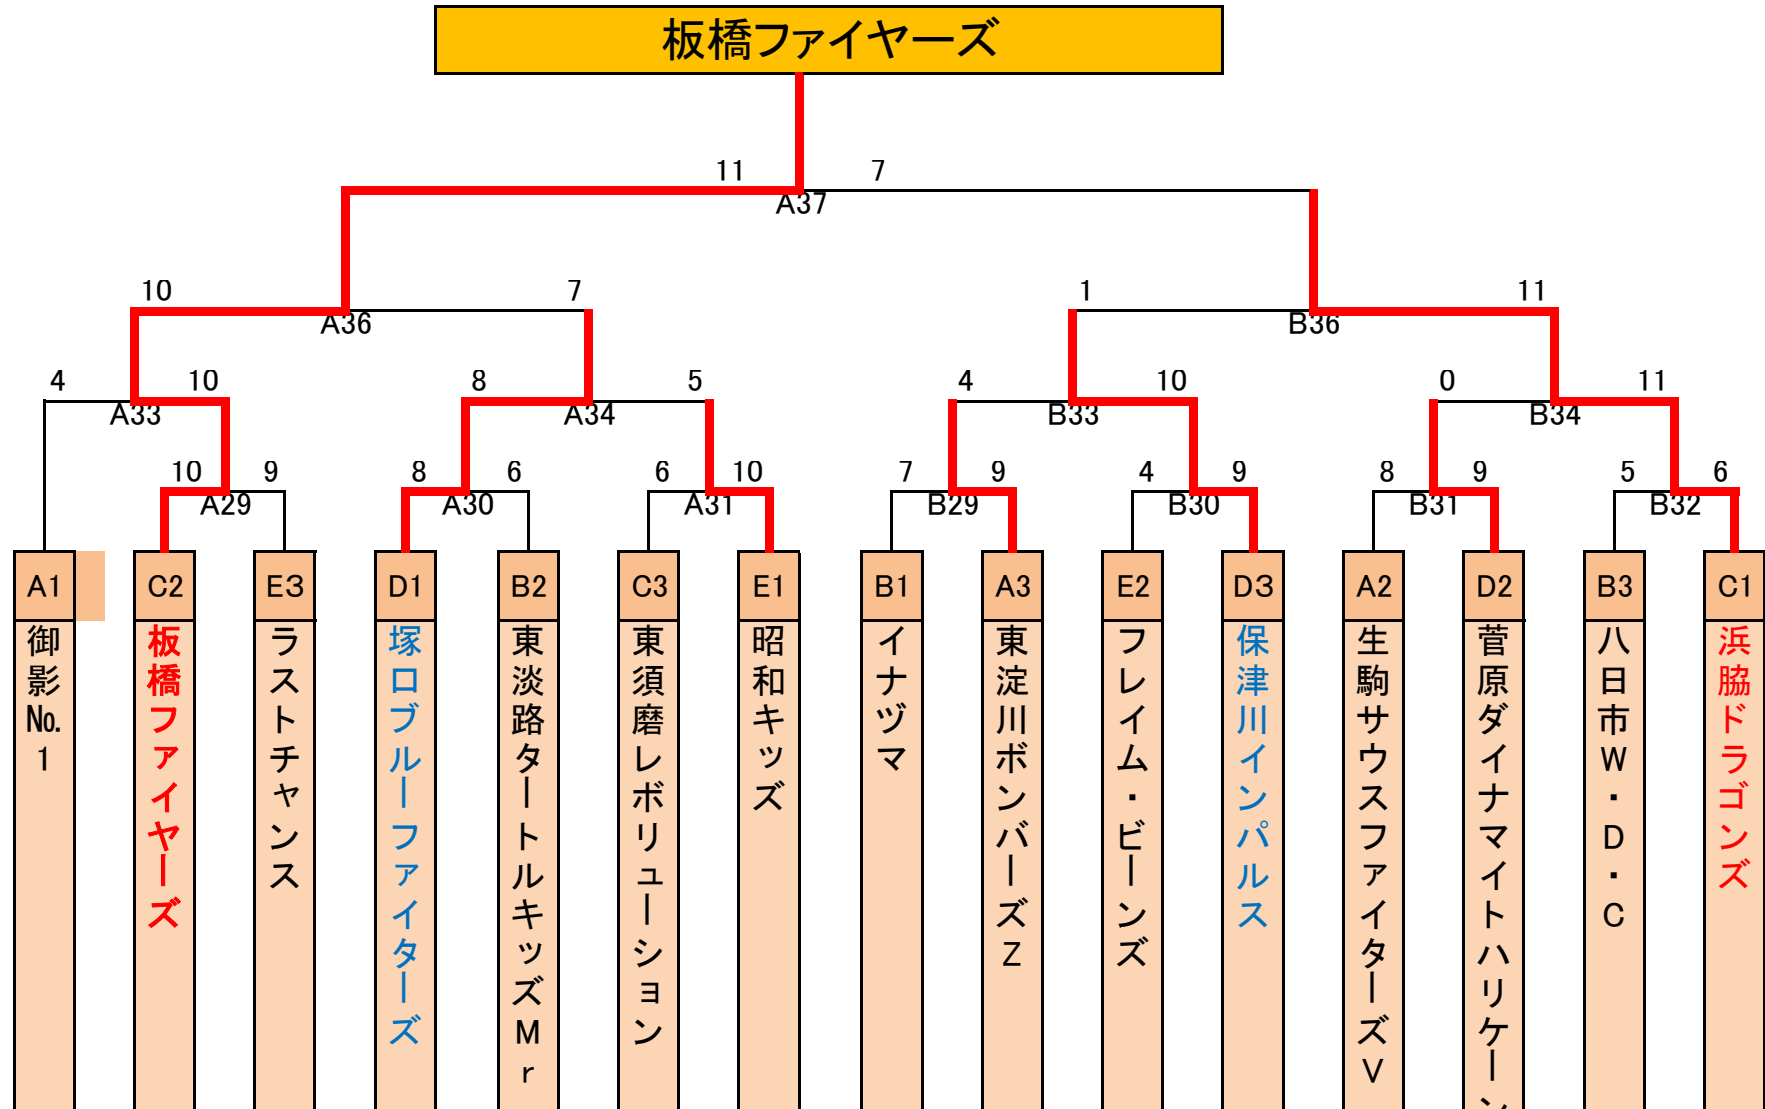 板橋ファイヤーズ
11 7
A37
10 7 1 11
A36 B36
4 10 8 5 4 10 0 11
A33 A34 B33 B34
10 9 8 6 6 10 7 9 4 9 8 9 5 6
A29 A30 A31 B29 B30 B31 B32
A1 C2 E3 D1 B2 C3 E1 B1 A3 E2 D3 A2 D2 B3 C1
御影№1
板橋ファイヤーズ
ラストチャンス
塚口ブルーファイターズ
東淡路タートルキッズMr
東須磨レボリューション
昭和キッズ
イナヅマ
東淀川ボンバーズZ
フレイム・ビーンズ
保津川インパルス
生駒サウスファイターズV
菅原ダイナマイトハリケーン
八日市W・D・C
浜脇ドラゴンズ